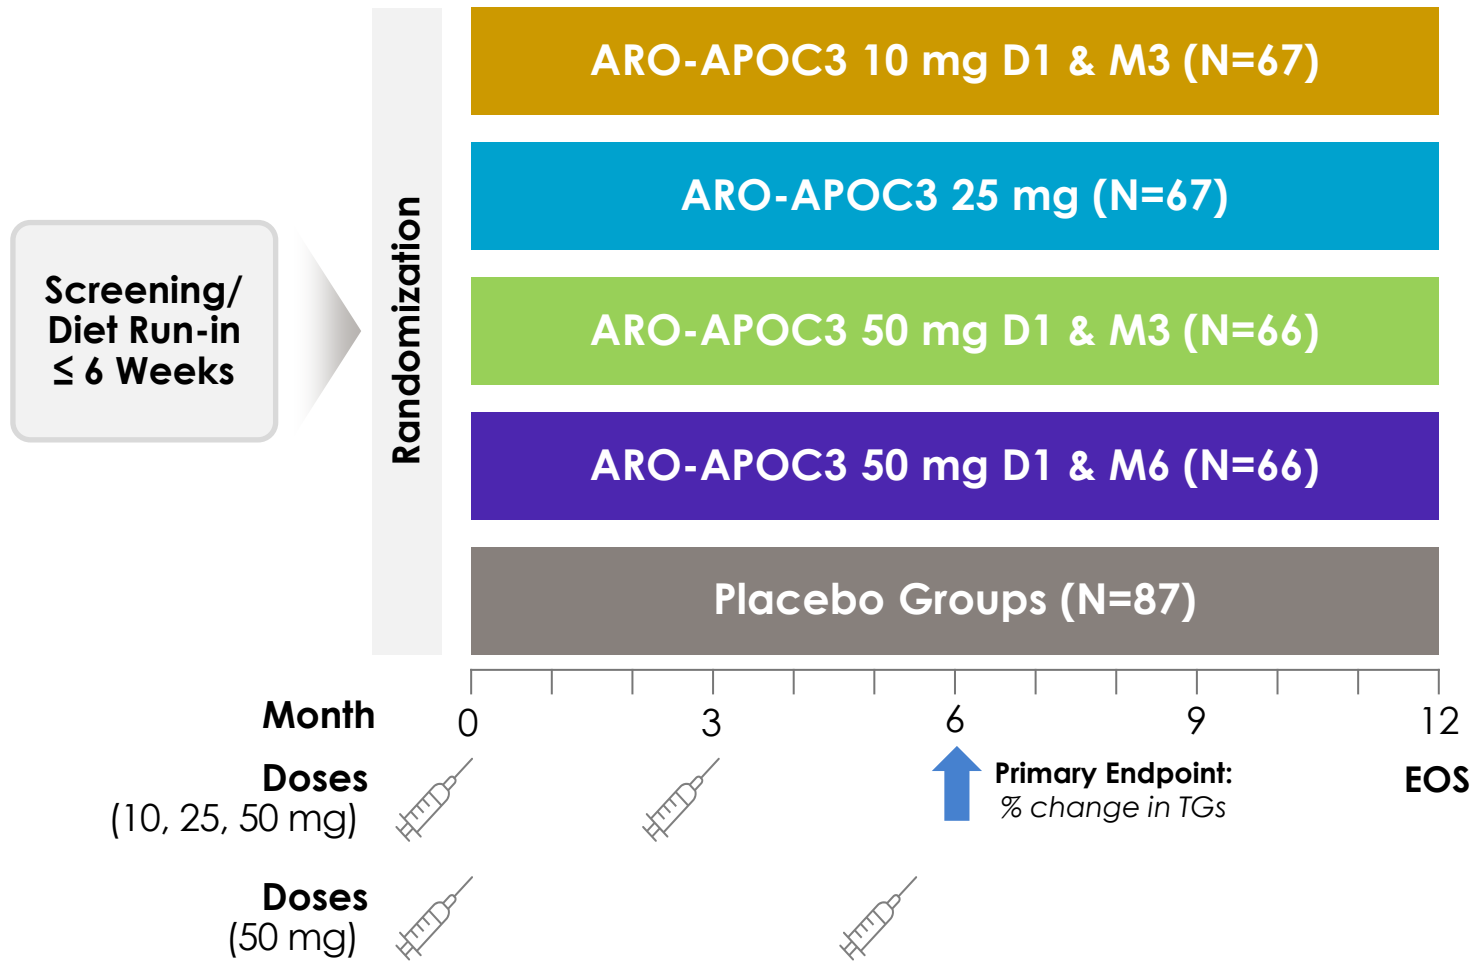 Screening/
Diet Run-in
≤ 6 Weeks
Randomization
ARO-APOC3 10 mg D1 & M3 (N=67)
ARO-APOC3 25 mg (N=67)
ARO-APOC3 50 mg D1 & M3 (N=66)
ARO-APOC3 50 mg D1 & M6 (N=66)
Placebo Groups (N=87)
Month 0 3 6 9 12
Doses
(10, 25, 50 mg)
Primary Endpoint:
% change in TGs
EOS
Doses
(50 mg)